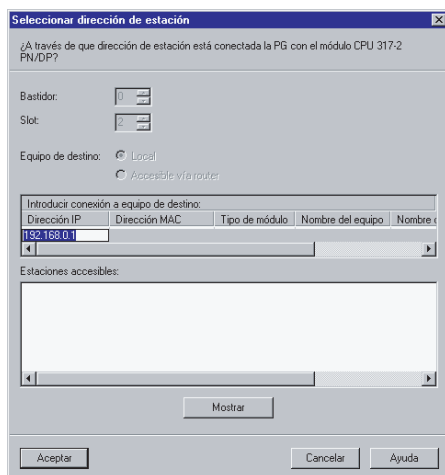 Seleccionar dirección de estación
¿A través de que dirección de estación está conectada la PG con el módulo CPU 317-2
PN/DP?
Bastidor: 0
Slot: 2
Equipo de destino: Local
Accesible vía router
Introducir conexión a equipo de destino:
Dirección IP Dirección MAC Tipo de módulo Nombre del equipo Nombre
192.168.0.1
Estaciones accesibles:
Mostrar
Aceptar Cancelar Ayuda